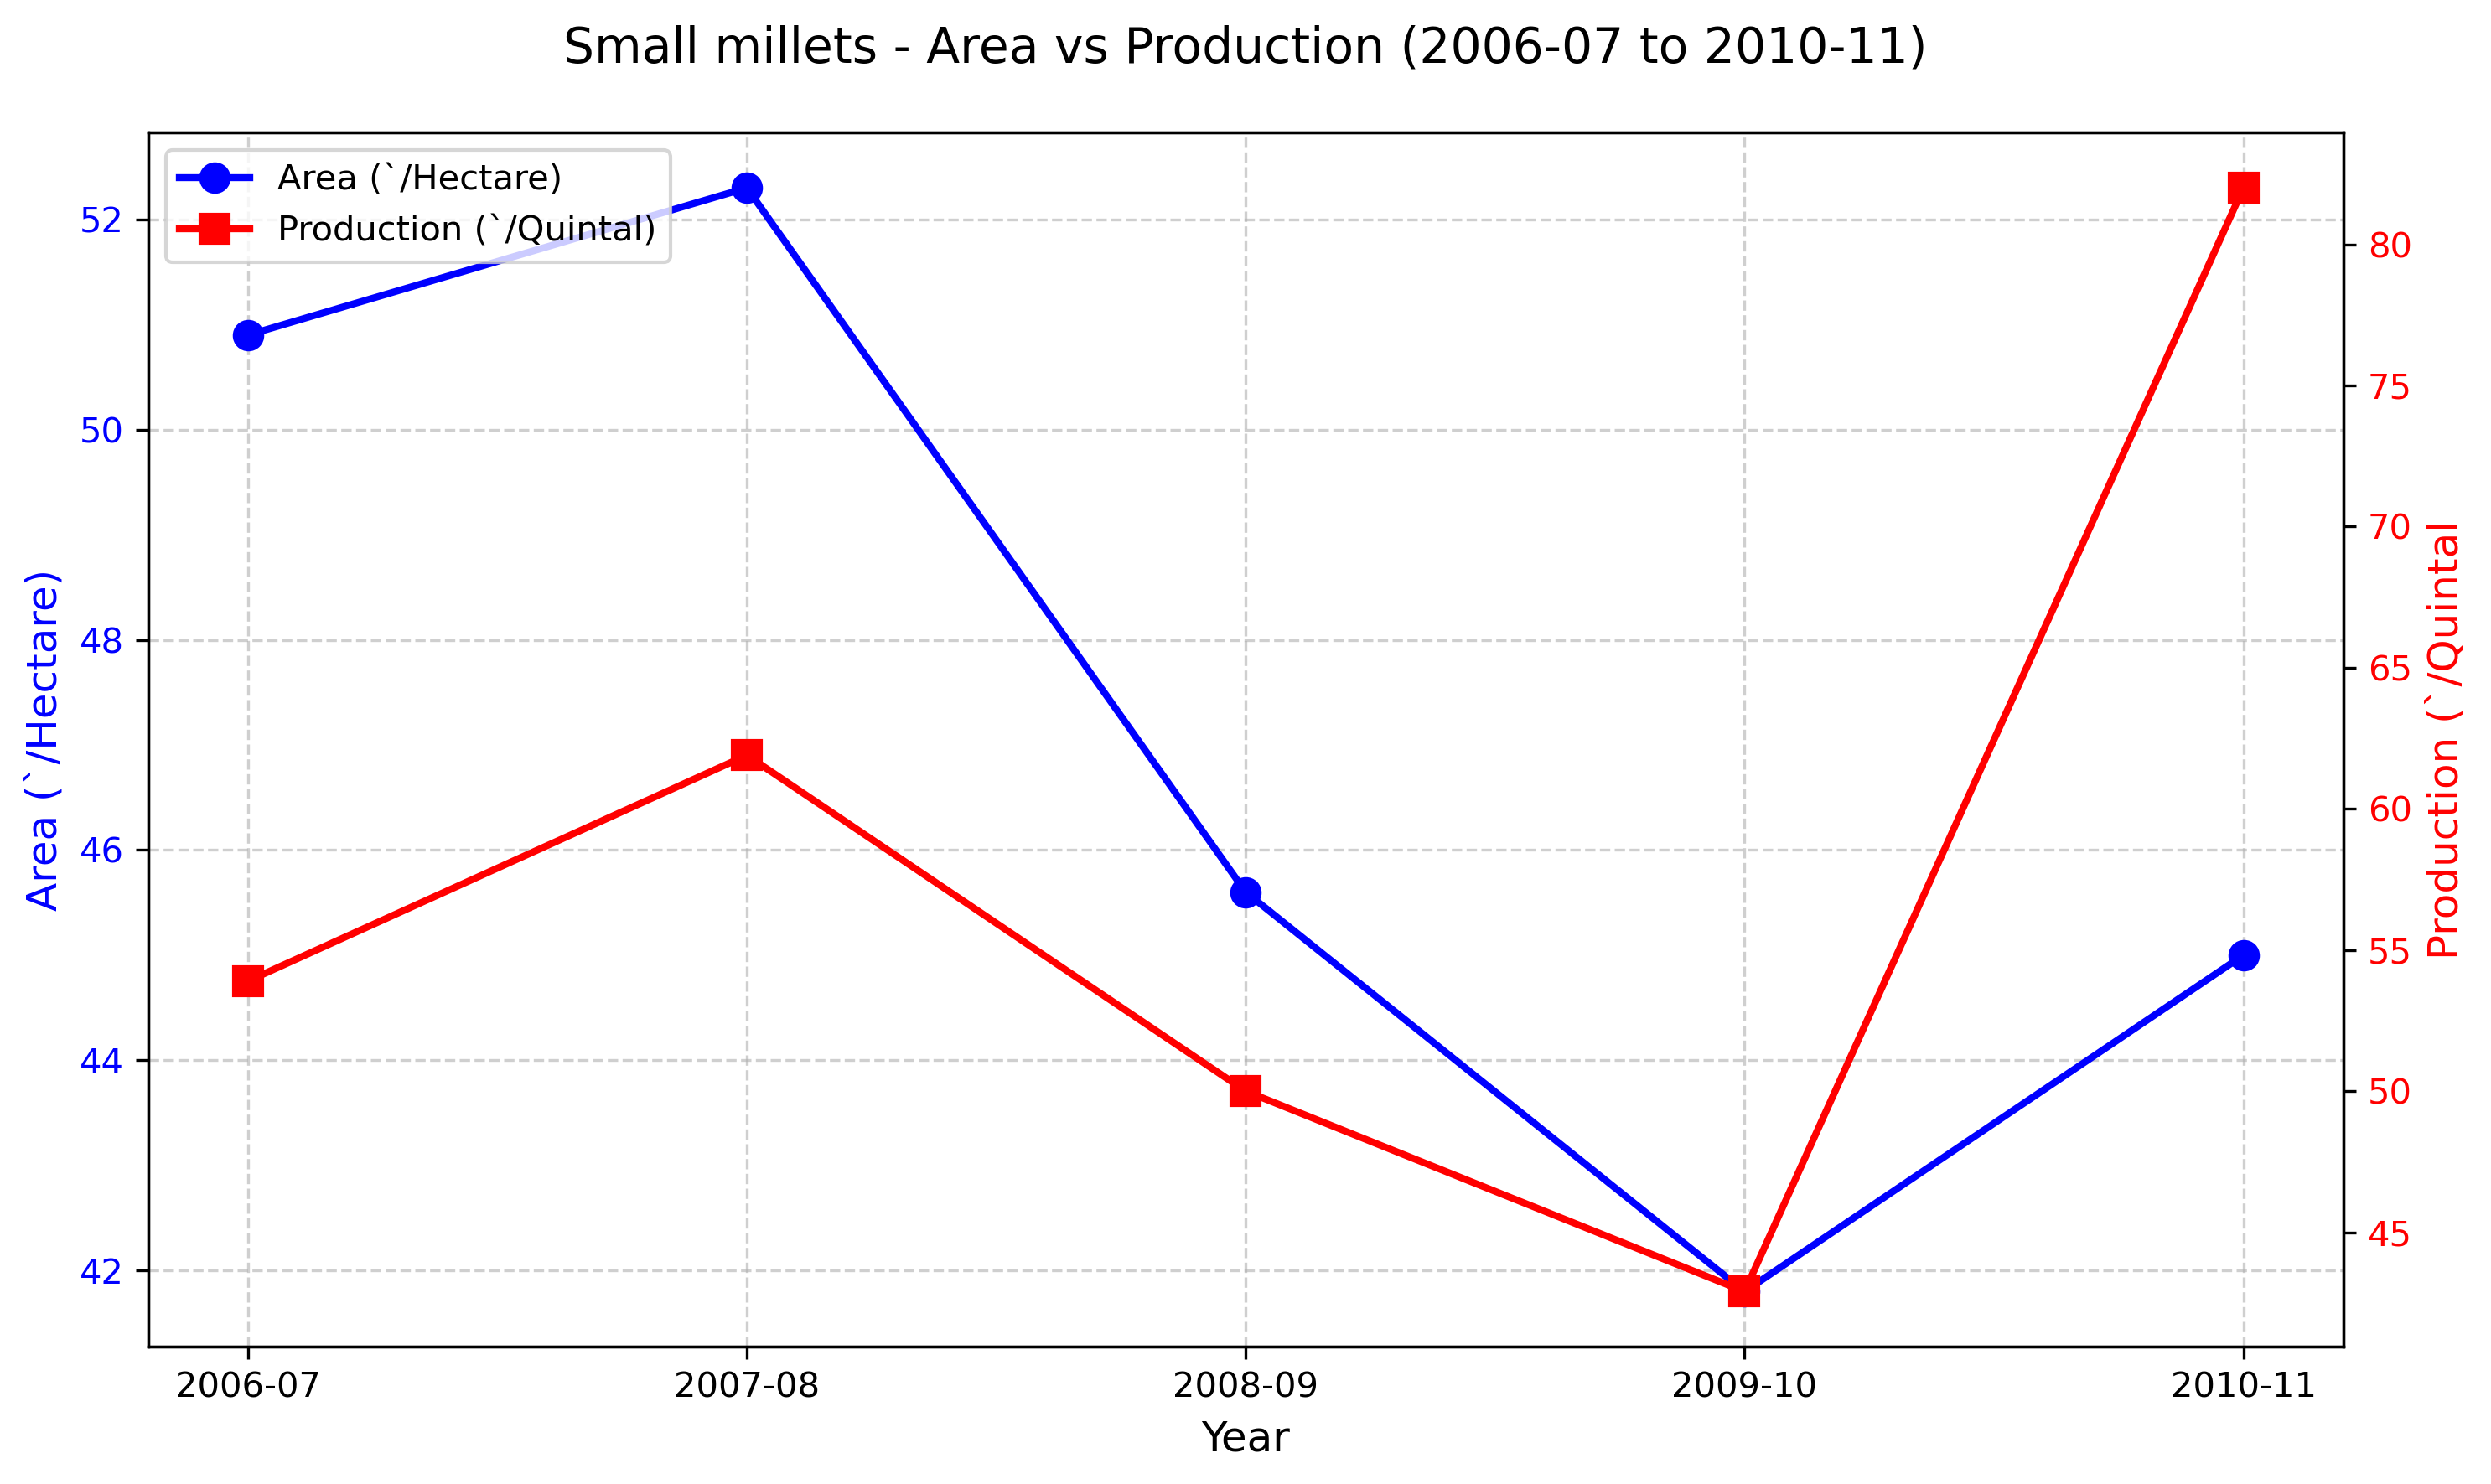 Small millets - Area vs Production (2006-07 to 2010-11)
Area (`/Hectare)
Production (`/Quintal)
52
50
48
46
44
42
Area (`/Hectare)
80
75
70
65
60
55
50
45
Production (`/Quintal
2006-07 2007-08 2008-09 2009-10 2010-11
Year